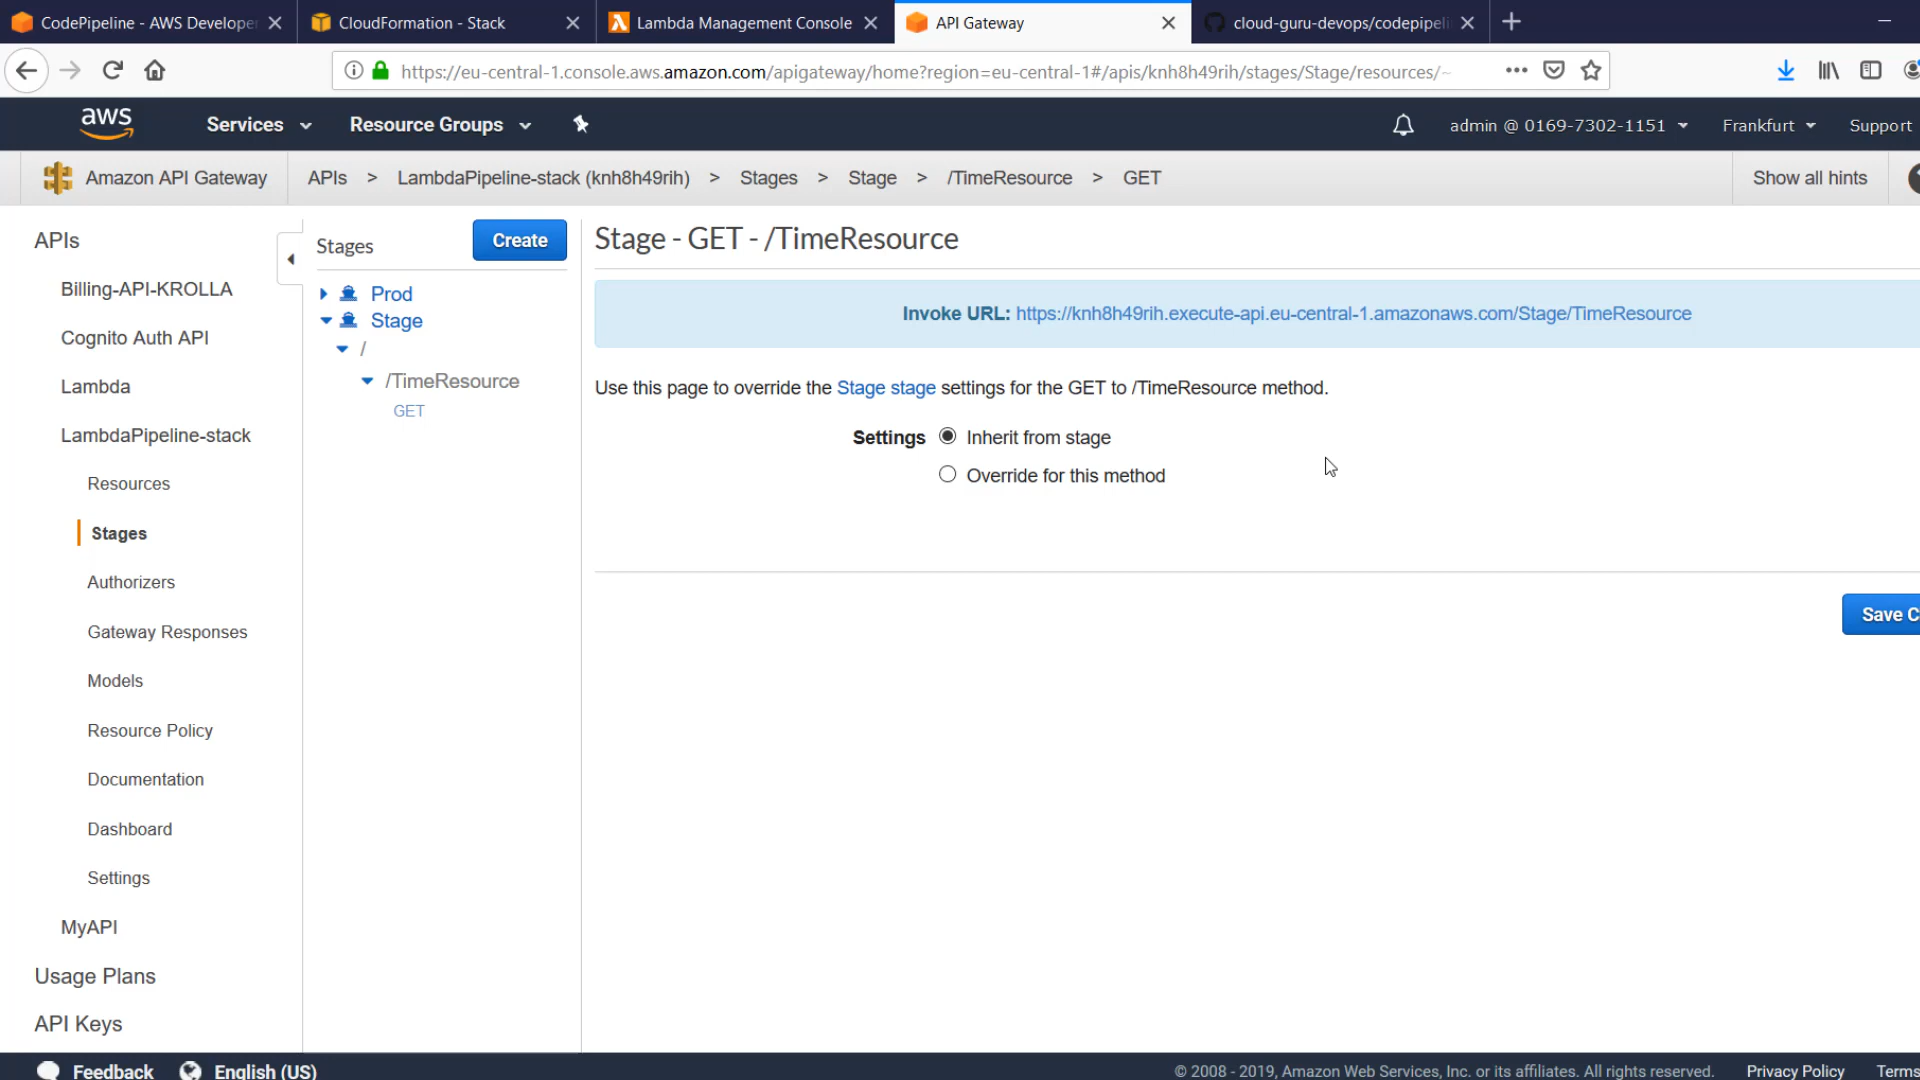 CodePipeline - AWS Develope
CloudFormation - Stack
Lambda Management Console
API Gateway
cloud-guru-devops/codepipeli
https://eu-central-1.console.aws.amazon.com/apigateway/home?region=eu-central-1#/apis/knh8h49rih/stages/Stage/resources/~
aws
Services
Resource Groups
admin @ 0169-7302-1151
Frankfurt
Support
Amazon API Gateway
APIs > LambdaPipeline-stack (knh8h49rih) > Stages > Stage > /TimeResource > GET
Show all hints
APIs
Billing-API-KROLLA
Cognito Auth API
Lambda
LambdaPipeline-stack
Resources
Stages
Authorizers
Gateway Responses
Models
Resource Policy
Documentation
Dashboard
Settings
MyAPI
Usage Plans
API Keys
Stages
Create
Prod
Stage
/
/TimeResource
GET
Stage - GET - /TimeResource
Invoke URL: https://knh8h49rih.execute-api.eu-central-1.amazonaws.com/Stage/TimeResource
Use this page to override the Stage stage settings for the GET to /TimeResource method.
Settings
Inherit from stage
Override for this method
Save C
Feedback
English (US)
© 2008 - 2019, Amazon Web Services, Inc. or its affiliates. All rights reserved.
Privacy Policy
Terms